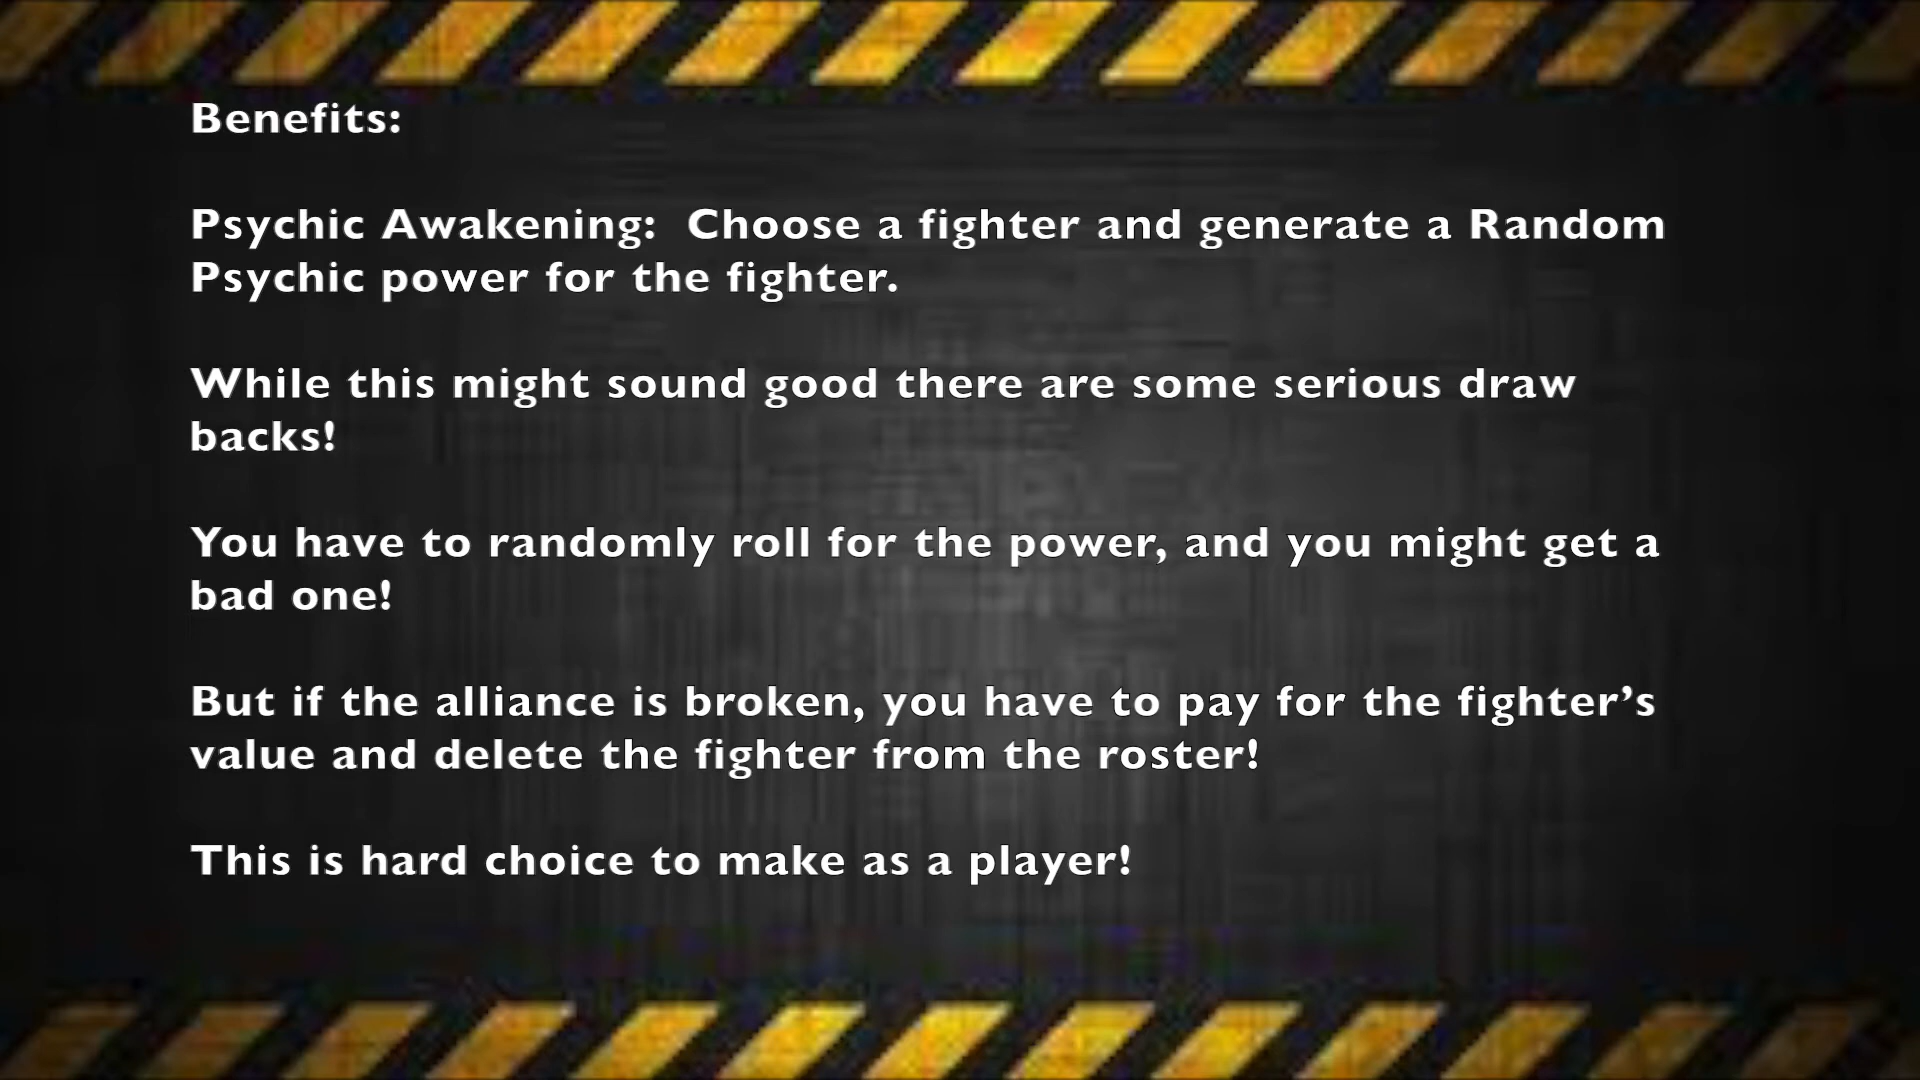 Benefits:
Psychic Awakening:  Choose a fighter and generate a Random
Psychic power for the fighter.
While this might sound good there are some serious draw
backs!
You have to randomly roll for the power, and you might get a
bad one!
But if the alliance is broken, you have to pay for the fighter’s
value and delete the fighter from the roster!
This is hard choice to make as a player!